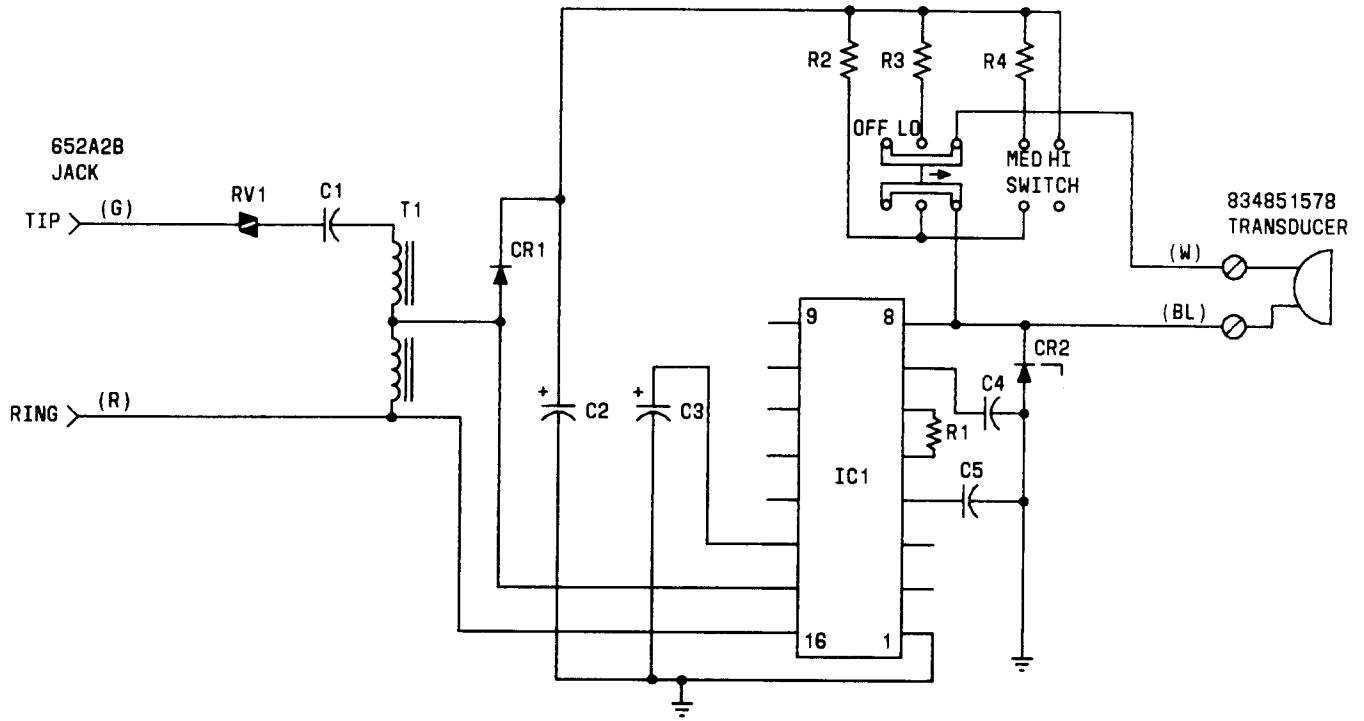 R2
R3
R4
652A2B
JACK
OFF LO
MED HI
SWITCH
TIP
(G)
RV1
C1
T1
CR1
834851578
TRANSDUCER
(W)
(BL)
9
8
CR2
RING
(R)
+
C2
+
C3
C4
R1
IC1
C5
16
1